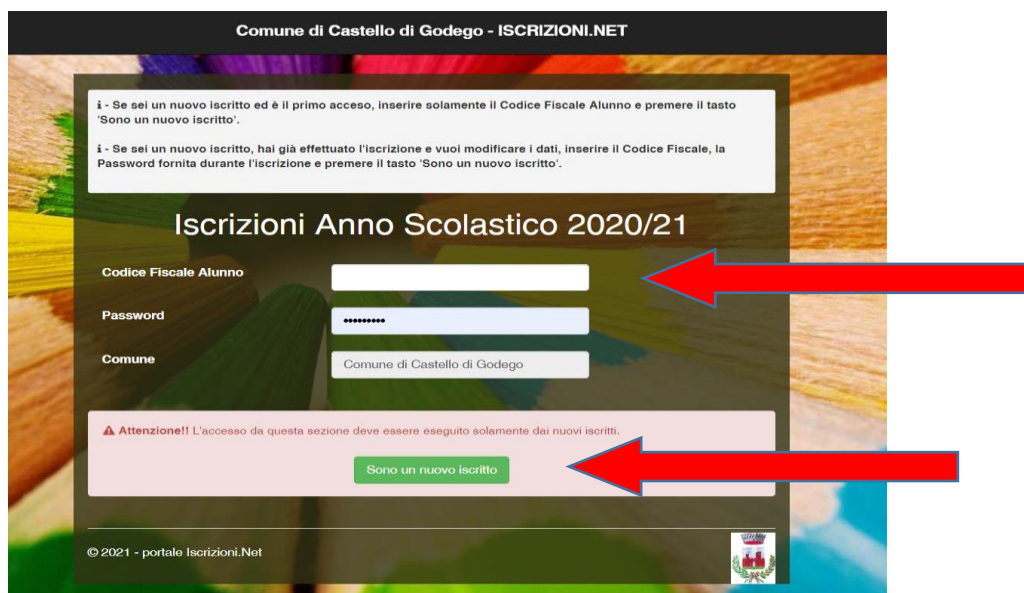 Comune di Castello di Godego - ISCRIZIONI.NET
i - Se sei un nuovo iscritto ed è il primo accesso, inserire solamente il Codice Fiscale Alunno e premere il tasto
'Sono un nuovo iscritto'.
i - Se sei un nuovo iscritto, hai già effettuato l'iscrizione e vuoi modificare i dati, inserire il Codice Fiscale, la
Password fornita durante l'iscrizione e premere il tasto 'Sono un nuovo iscritto'.
Iscrizioni Anno Scolastico 2020/21
Codice Fiscale Alunno
Password
•••••••••
Comune
Comune di Castello di Godego
Attenzione!! L'accesso da questa sezione deve essere eseguito solamente dai nuovi iscritti.
Sono un nuovo iscritto
© 2021 - portale Iscrizioni.Net